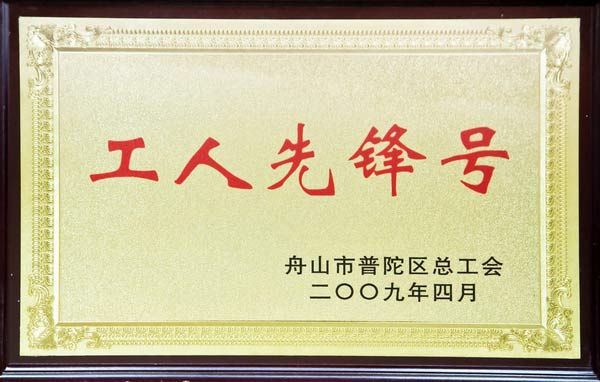 工人先锋号
舟山市普陀区总工会
二〇〇九年四月